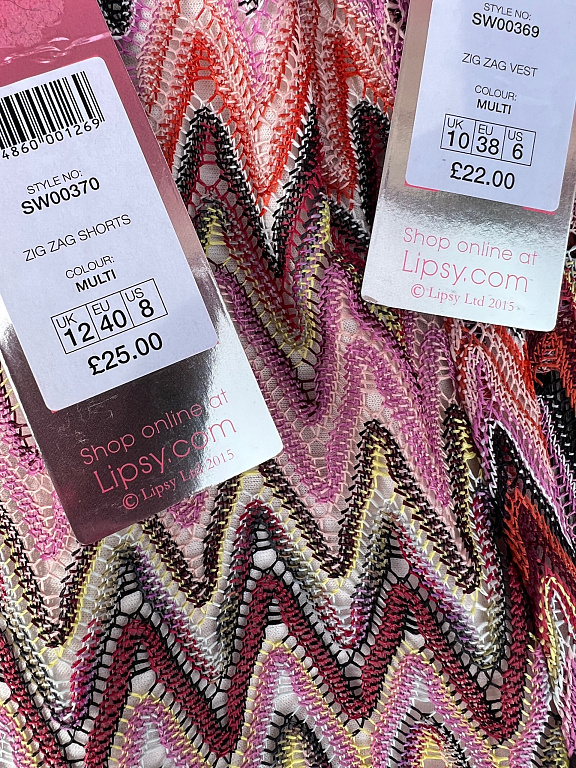 4860 001269
STYLE NO:
SW00370
ZIG ZAG SHORTS
COLOUR:
MULTI
UK EU US
12 40 8
£25.00
Shop online at
Lipsy.com
© Lipsy Ltd 2015
STYLE NO:
SW00369
ZIG ZAG VEST
COLOUR:
MULTI
UK EU US
10 38 6
£22.00
Shop online at
Lipsy.com
© Lipsy Ltd 2015